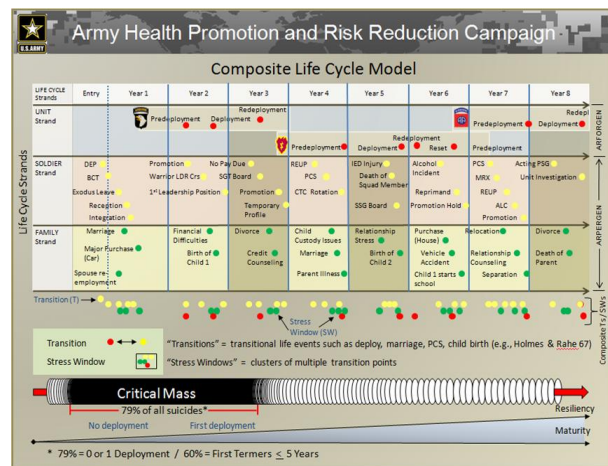 U.S.ARMY
Army Health Promotion and Risk Reduction Campaign
Composite Life Cycle Model
LIFE CYCLE Strands Entry Year 1 Year 2 Year 3 Year 4 Year 5 Year 6 Year 7 Year 8
Life Cycle Strands
UNIT Strand
Redeployment
Predeployment Deployment
Redeployment
Predeployment Deployment Reset Predeployment
Predeployment Deployment
Redepl
ARFORGEN
SOLDIER Strand
DEP
BCT
Exodus Leave
Reception
Integration
Promotion
Warrior LDR Crs
1st Leadership Position
No Pay Due
SGT Board
Promotion
Temporary Profile
REUP
PCS
CTC Rotation
IED Injury
Death of Squad Member
SSG Board
Alcohol Incident
Reprimand
Promotion Hold
PCS
MRX
REUP
ALC
Promotion
Acting PSG
Unit Investigation
ARPERGEN
FAMILY Strand
Marriage
Major Purchase (Car)
Spouse re-employment
Financial Difficulties
Birth of Child 1
Divorce
Credit Counseling
Child Custody Issues
Marriage
Parent Illness
Relationship Stress
Birth of Child 2
Purchase (House)
Vehicle Accident
Child 1 starts school
Relocation
Relationship Counseling
Separation
Divorce
Death of Parent
Transition (T)
Stress Window (SW)
Composite Ts/SWs
Transition
"Transitions" = transitional life events such as deploy, marriage, PCS, child birth (e.g., Holmes & Rahe 67)
Stress Window
"Stress Windows" = clusters of multiple transition points
Critical Mass
79% of all suicides*
Resiliency
No deployment First deployment
Maturity
* 79% = 0 or 1 Deployment / 60% = First Termers ≤ 5 Years